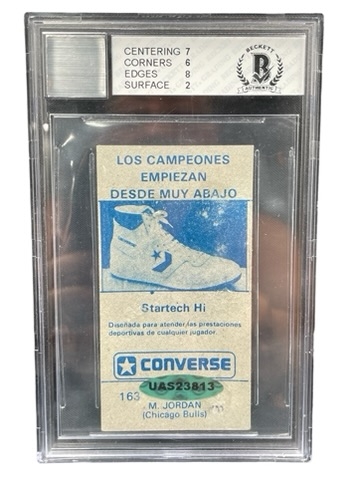 CENTERING 7
CORNERS 6
EDGES 8
SURFACE 2
BECKETT
B
AUTHENTIC
LOS CAMPEONES
EMPIEZAN
DESDE MUY ABAJO
Startech Hi
Diseñada para atender las prestaciones
deportivas de cualquier jugador.
CONVERSE
UAS23813
163
M. JORDAN
(Chicago Bulls)